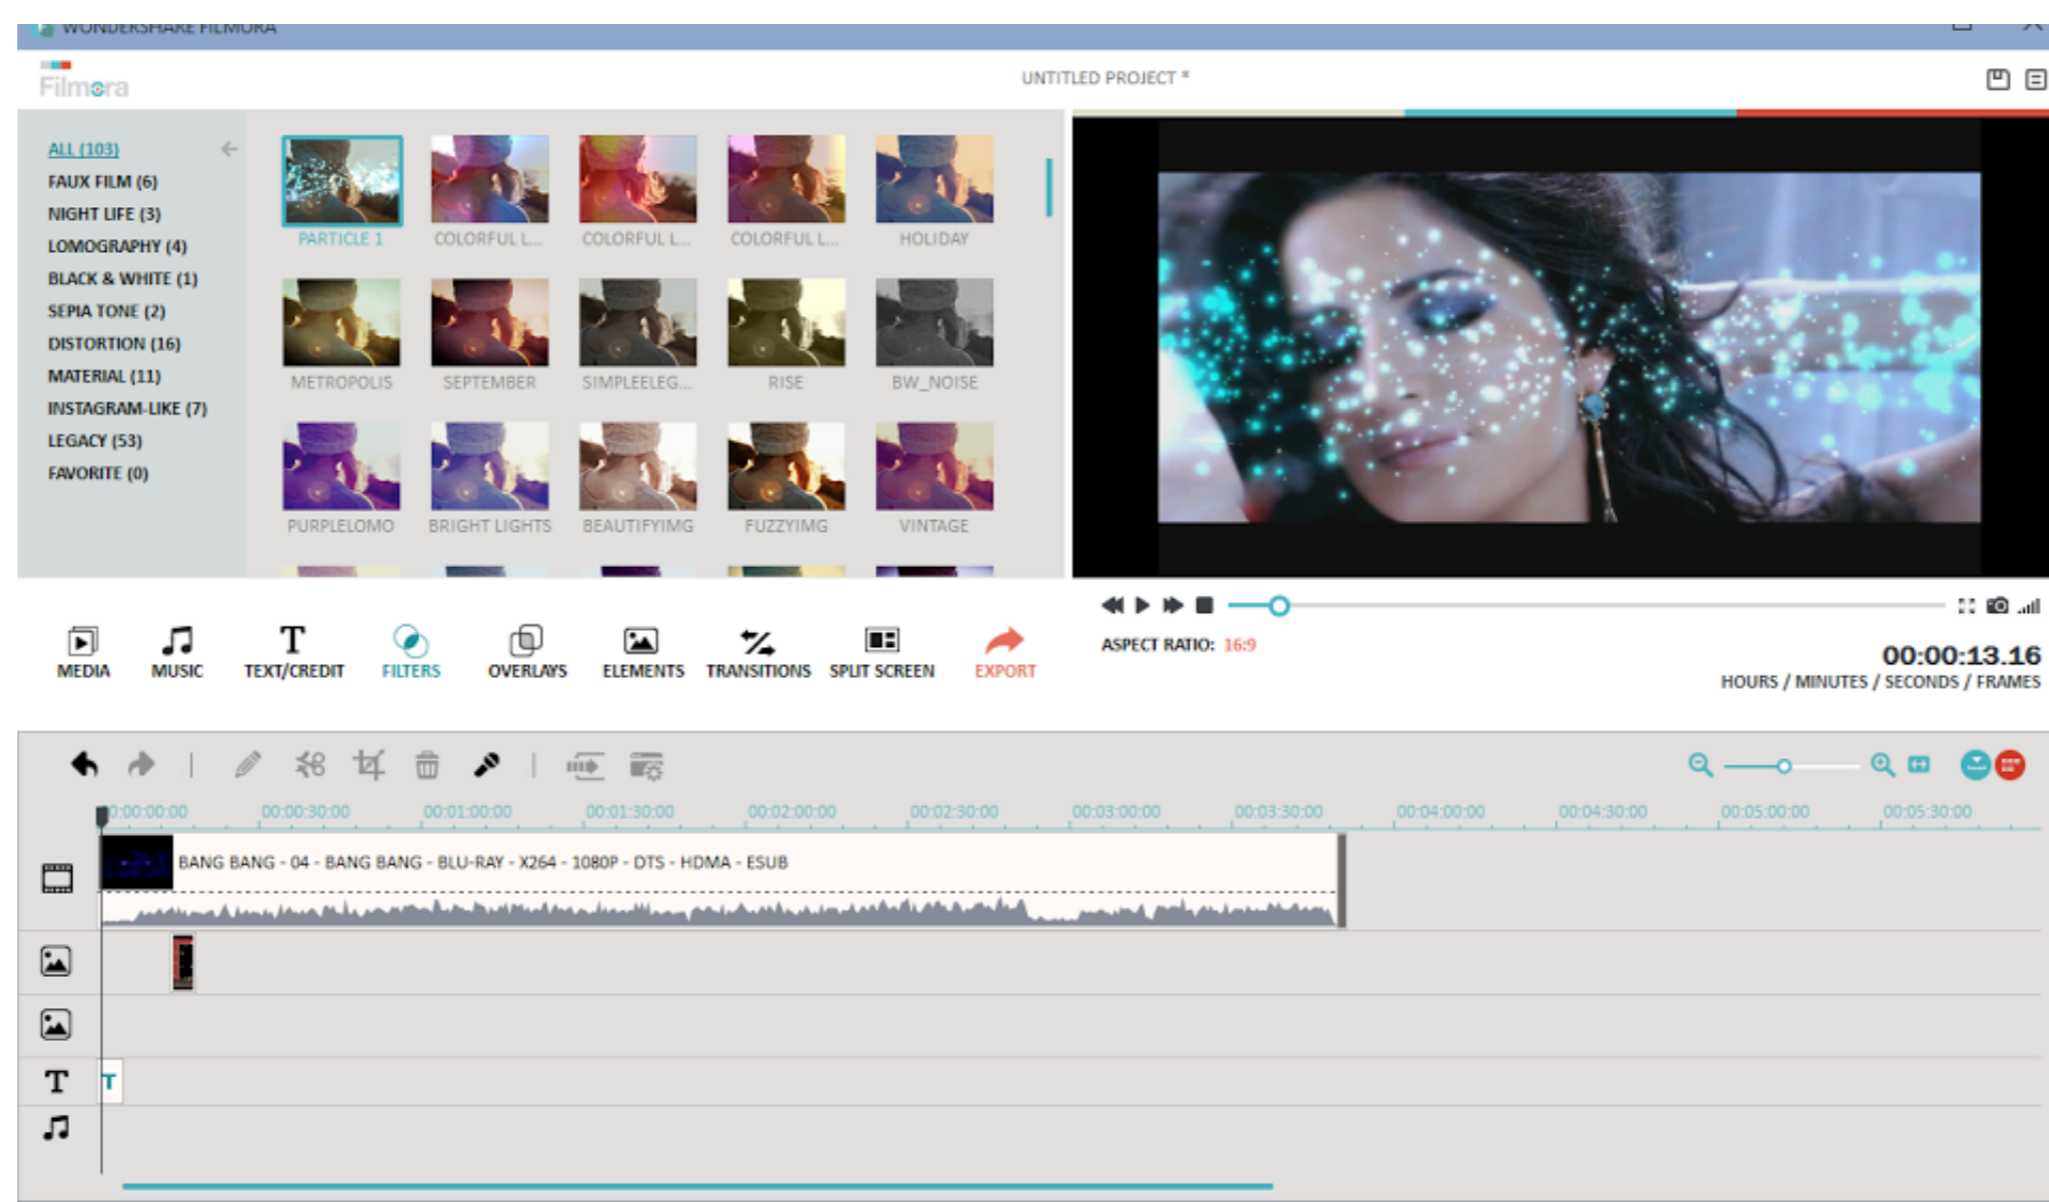 WONDERSHARE FILMORA
Filmora
UNTITLED PROJECT *
ALL (103)
FAUX FILM (6)
NIGHT LIFE (3)
LOMOGRAPHY (4)
BLACK & WHITE (1)
SEPIA TONE (2)
DISTORTION (16)
MATERIAL (11)
INSTAGRAM-LIKE (7)
LEGACY (53)
FAVORITE (0)
PARTICLE 1 COLORFUL L... COLORFUL L... COLORFUL L... HOLIDAY
METROPOLIS SEPTEMBER SIMPLEELEG... RISE BW_NOISE
PURPLELOMO BRIGHT LIGHTS BEAUTIFYIMG FUZZYIMG VINTAGE
MEDIA MUSIC TEXT/CREDIT FILTERS OVERLAYS ELEMENTS TRANSITIONS SPLIT SCREEN EXPORT
ASPECT RATIO: 16:9
00:00:13.16
HOURS / MINUTES / SECONDS / FRAMES
0:00:00:00 00:00:30:00 00:01:00:00 00:01:30:00 00:02:00:00 00:02:30:00 00:03:00:00 00:03:30:00 00:04:00:00 00:04:30:00 00:05:00:00 00:05:30:00
BANG BANG - 04 - BANG BANG - BLU-RAY - X264 - 1080P - DTS - HDMA - ESUB
T T